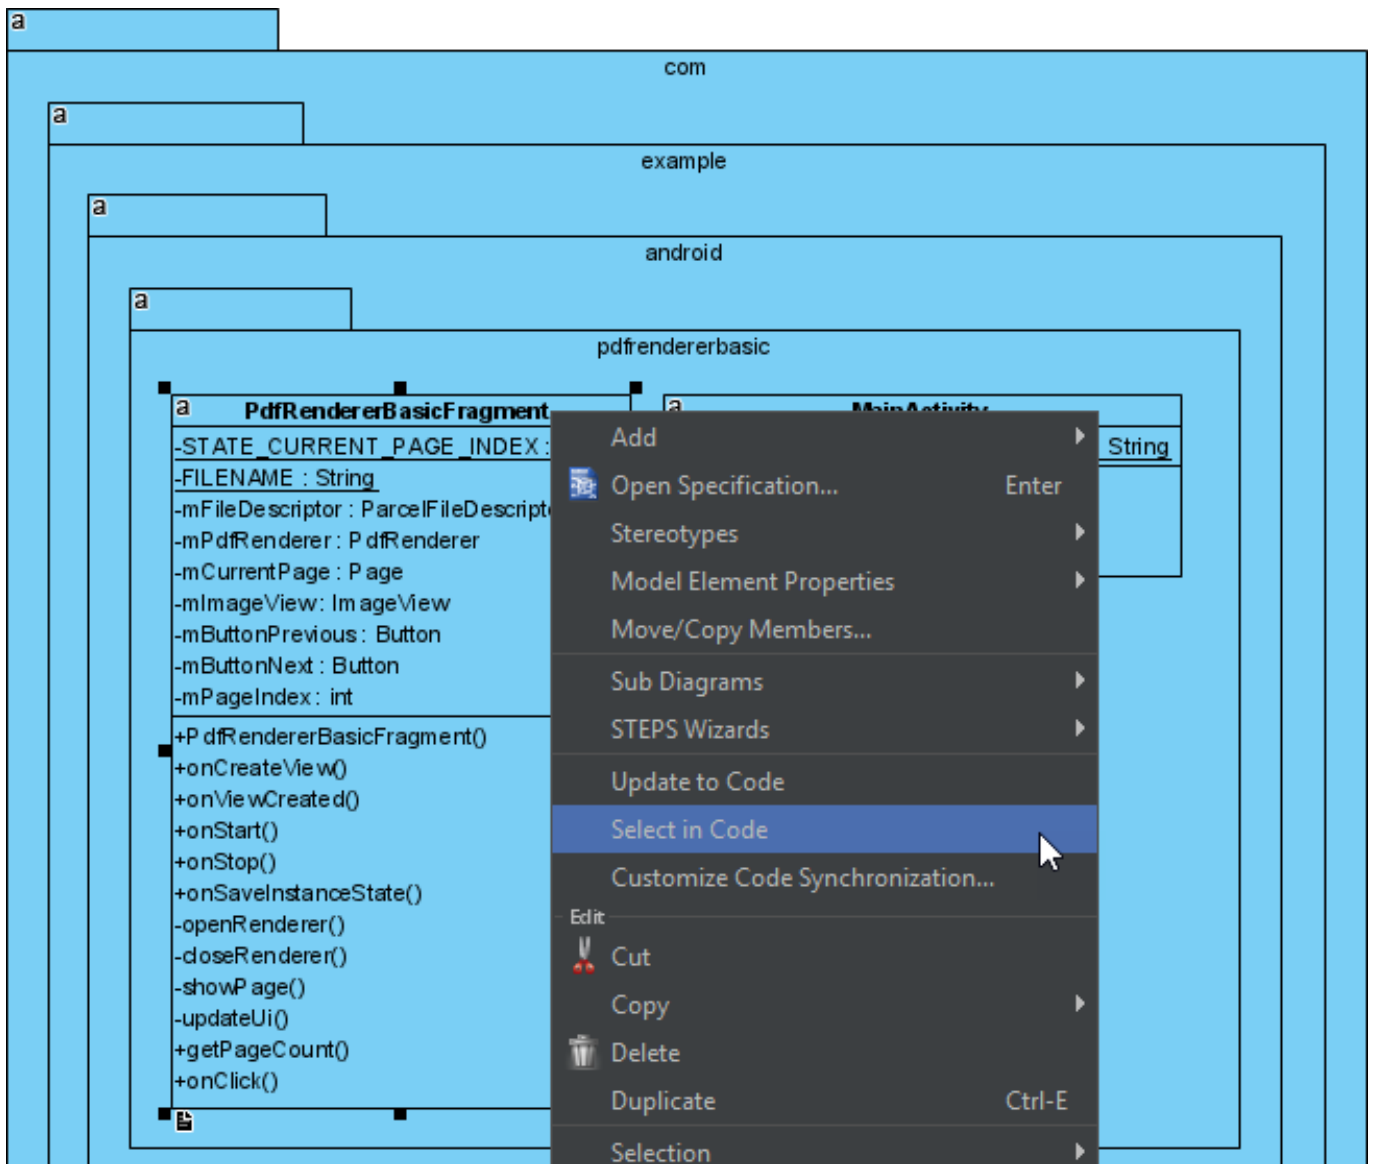 a
com
a
example
a
android
a
pdfrendererbasic
a PdfRendererBasicFragment
-STATE_CURRENT_PAGE_INDEX :
-FILENAME : String
-mFileDescriptor :
-mPdfRenderer : PdfRenderer
-mCurrentPage : Page
-mImageView : ImageView
-mButtonPrevious : Button
-mButtonNext : Button
-mPageIndex : int
+PdfRendererBasicFragment()
+onCreateView()
+onViewCreated()
+onStart()
+onStop()
+onSaveInstanceState()
-openRenderer()
-closeRenderer()
-showPage()
-updateUi()
+getPageCount()
+onClick()
a MainActivity
String
Add
Open Specification... Enter
Stereotypes
Model Element Properties
Move/Copy Members...
Sub Diagrams
STEPS Wizards
Update to Code
Select in Code
Customize Code Synchronization...
Edit
Cut
Copy
Delete
Duplicate Ctrl-E
Selection